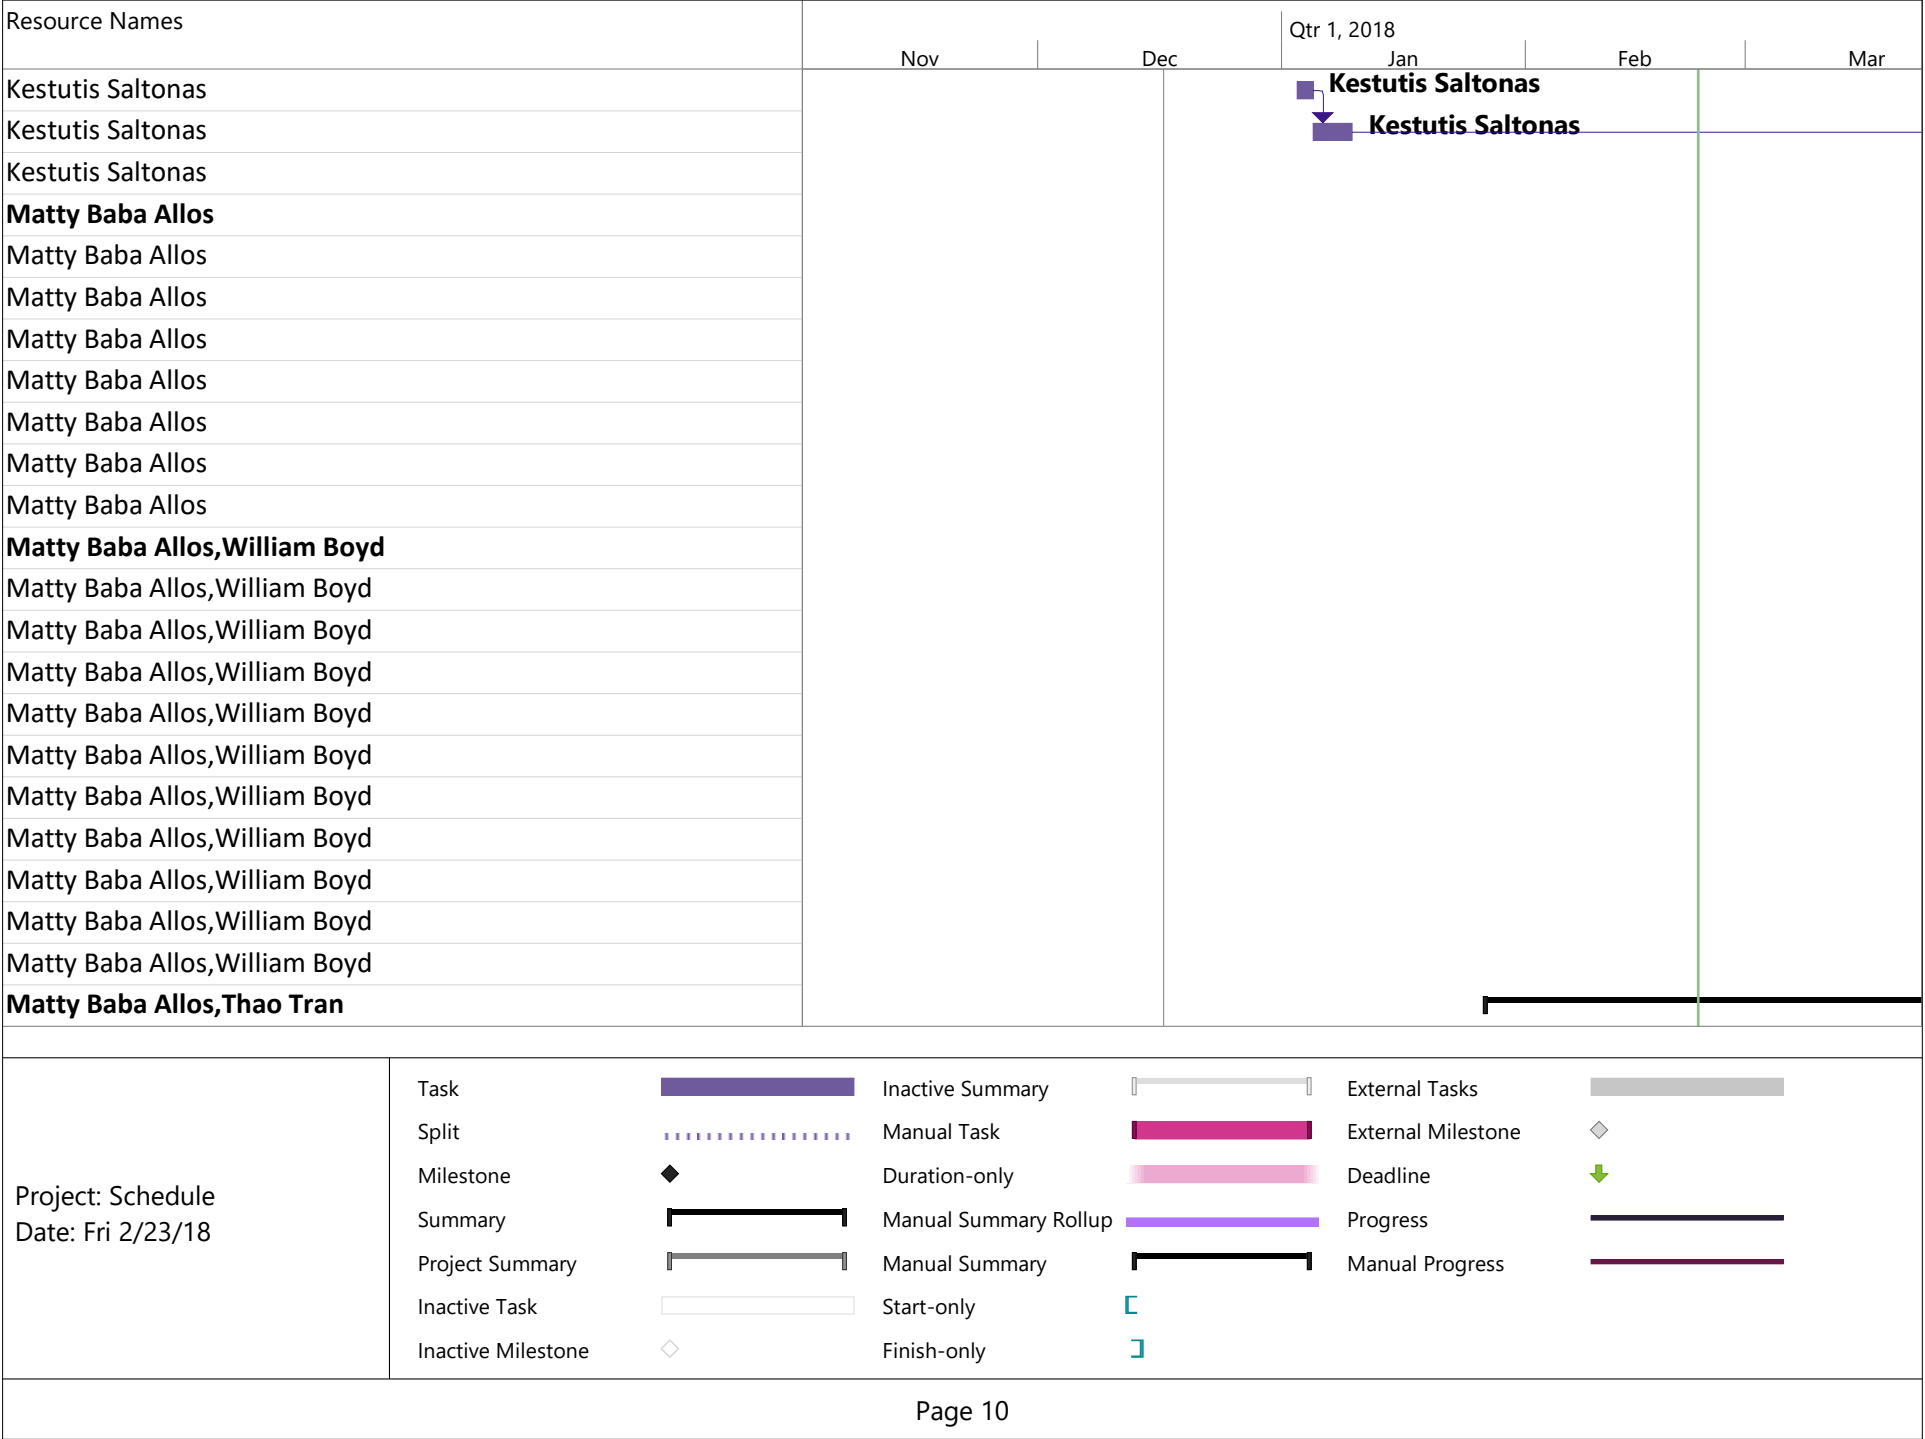 Resource Names
Qtr 1, 2018
Nov Dec Jan Feb Mar
Kestutis Saltonas Kestutis Saltonas
Kestutis Saltonas Kestutis Saltonas
Kestutis Saltonas
Matty Baba Allos
Matty Baba Allos
Matty Baba Allos
Matty Baba Allos
Matty Baba Allos
Matty Baba Allos
Matty Baba Allos
Matty Baba Allos
Matty Baba Allos,William Boyd
Matty Baba Allos,William Boyd
Matty Baba Allos,William Boyd
Matty Baba Allos,William Boyd
Matty Baba Allos,William Boyd
Matty Baba Allos,William Boyd
Matty Baba Allos,William Boyd
Matty Baba Allos,William Boyd
Matty Baba Allos,William Boyd
Matty Baba Allos,William Boyd
Matty Baba Allos,William Boyd
Matty Baba Allos,Thao Tran
Project: Schedule
Date: Fri 2/23/18
Task
Split
Milestone
Summary
Project Summary
Inactive Task
Inactive Milestone
Inactive Summary
Manual Task
Duration-only
Manual Summary Rollup
Manual Summary
Start-only
Finish-only
External Tasks
External Milestone
Deadline
Progress
Manual Progress
Page 10